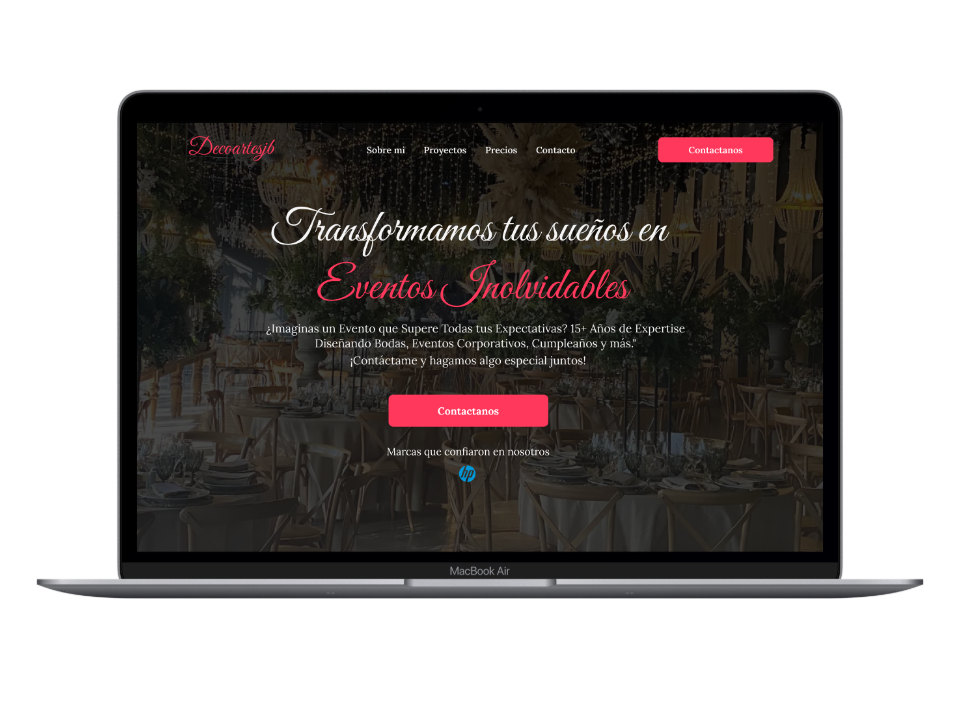 Decoartesjb
Sobre mi Proyectos Precios Contacto
Contactanos
Transformamos tus sueños en
Eventos Inolvidables
¿Imaginas un Evento que Supere Todas tus Expectativas? 15+ Años de Expertise
Diseñando Bodas, Eventos Corporativos, Cumpleaños y más."
¡Contáctame y hagamos algo especial juntos!
Contactanos
Marcas que confiaron en nosotros
hp
MacBook Air